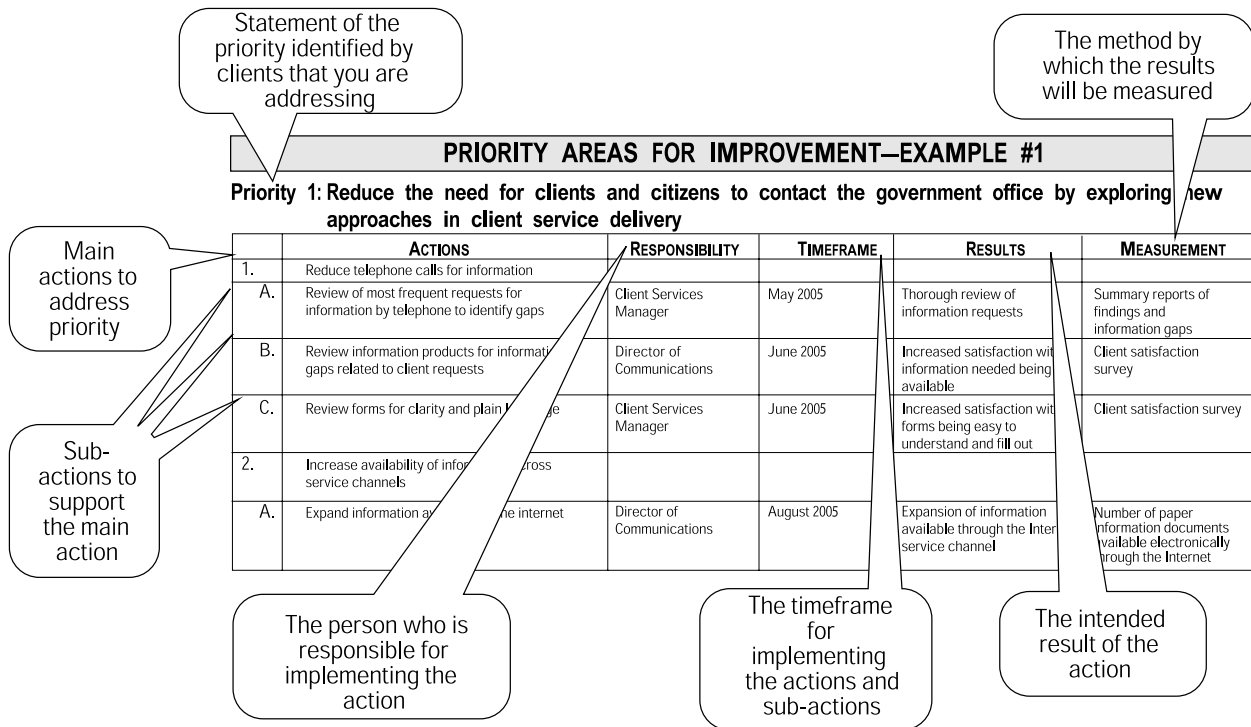 Statement of the
priority identified by
clients that you are
addressing
The method by
which the results
will be measured
PRIORITY AREAS FOR IMPROVEMENT—EXAMPLE #1
Priority 1: Reduce the need for clients and citizens to contact the government office by exploring new
approaches in client service delivery
Main
actions to
address
priority
ACTIONS RESPONSIBILITY TIMEFRAME RESULTS MEASUREMENT
1. Reduce telephone calls for information
A. Review of most frequent requests for
information by telephone to identify gaps
Client Services
Manager
May 2005
Thorough review of
information requests
Summary reports of
findings and
information gaps
B. Review information products for informati
gaps related to client requests
Director of
Communications
June 2005
Increased satisfaction wit
information needed being
available
Client satisfaction
survey
C. Review forms for clarity and plain l ge
Client Services
Manager
June 2005
Increased satisfaction wit
forms being easy to
understand and fill out
Client satisfaction survey
Sub-
actions to
support
the main
action
2. Increase availability of infor cross
service channels
A. Expand information av he internet
Director of
Communications
August 2005
Expansion of information
available through the Inter
service channel
Number of paper
information documents
available electronically
through the Internet
The person who is
responsible for
implementing the
action
The timeframe
for
implementing
the actions and
sub-actions
The intended
result of the
action